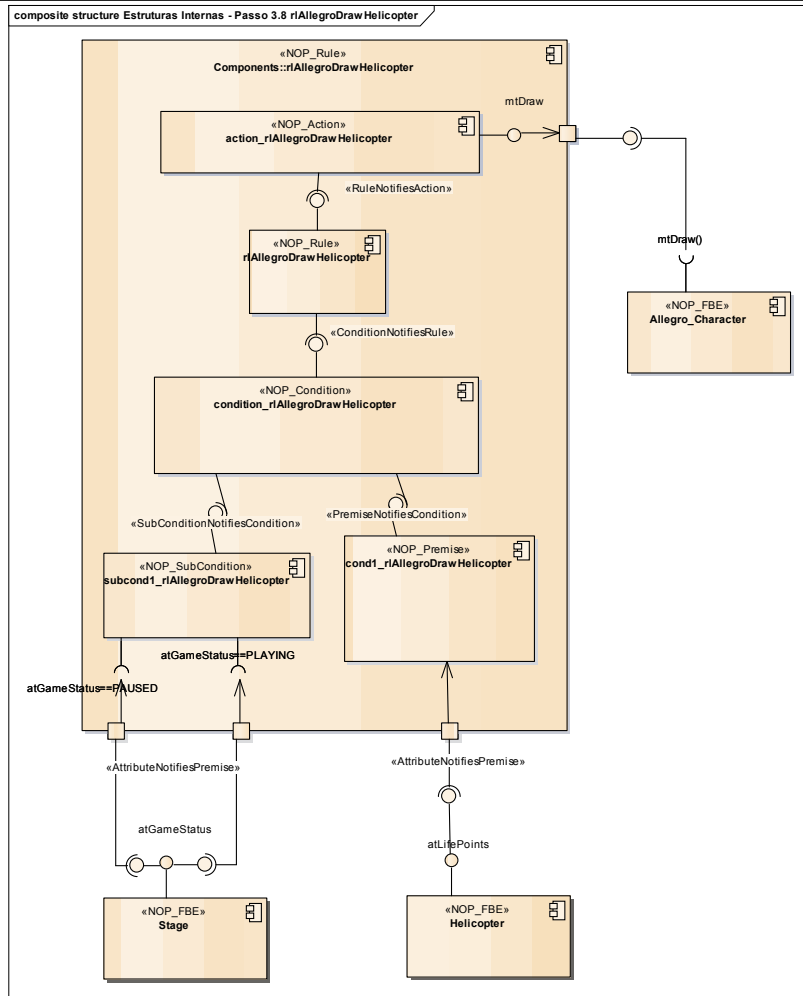 composite structure Estruturas Internas - Passo 3.8 rlAllegroDrawHelicopter
«NOP_Rule»
Components::rlAllegroDrawHelicopter
mtDraw
«NOP_Action»
action_rlAllegroDrawHelicopter
«RuleNotifiesAction»
«NOP_Rule»
rlAllegroDrawHelicopter
mtDraw()
«NOP_FBE»
Allegro_Character
«ConditionNotifiesRule»
«NOP_Condition»
condition_rlAllegroDrawHelicopter
«PremiseNotifiesCondition»
«SubConditionNotifiesCondition»
«NOP_Premise»
cond1_rlAllegroDrawHelicopter
«NOP_SubCondition»
subcond1_rlAllegroDrawHelicopter
atGameStatus==PLAYING
atGameStatus==PAUSED
«AttributeNotifiesPremise»
«AttributeNotifiesPremise»
atGameStatus
atLifePoints
«NOP_FBE»
Stage
«NOP_FBE»
Helicopter